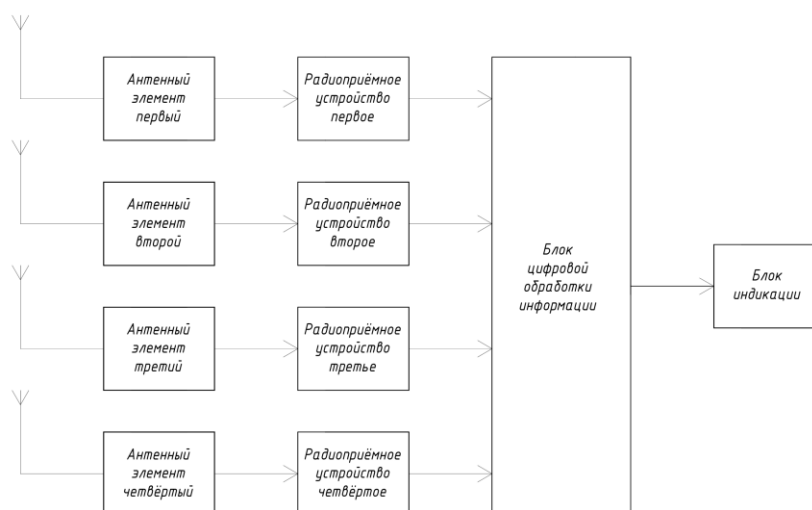 Антенный
элемент
первый
Радиоприёмное
устройство
первое
Антенный
элемент
второй
Радиоприёмное
устройство
второе
Блок
цифровой
обработки
информации
Блок
индикации
Антенный
элемент
третий
Радиоприёмное
устройство
третье
Антенный
элемент
четвёртый
Радиоприёмное
устройство
четвёртое